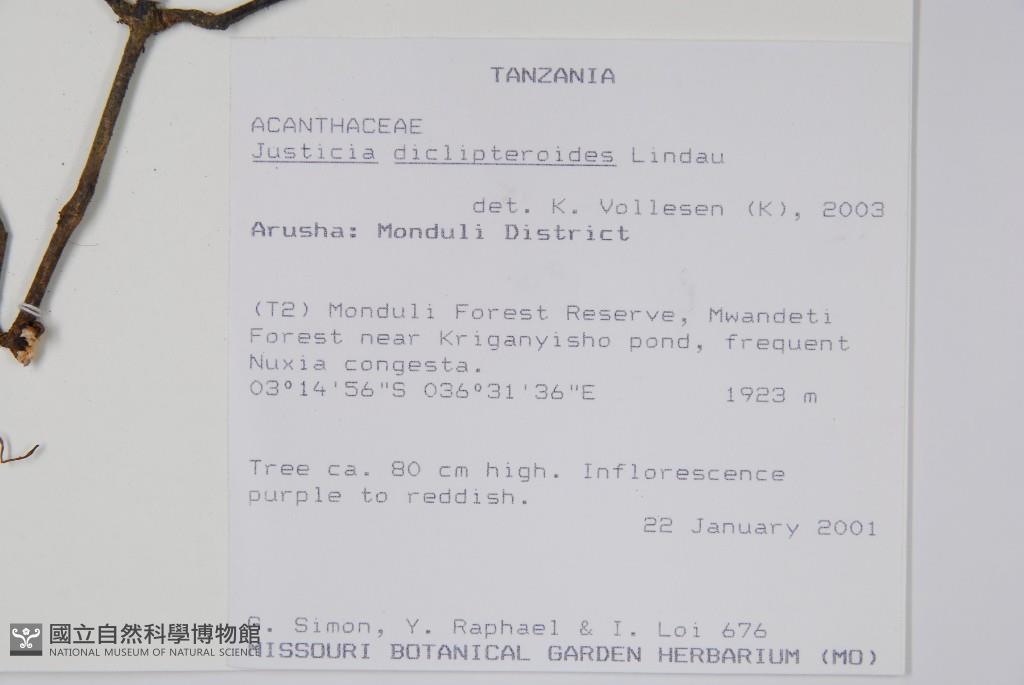 TANZANIA
ACANTHACEAE
Justicia diclipteroides Lindau
det. K. Vollesen (K), 2003
Arusha: Monduli District
(T2) Monduli Forest Reserve, Mwandeti
Forest near Kriganyisho pond, frequent
Nuxia congesta.
03°14'56"S 036°31'36"E 1923 m
Tree ca. 80 cm high. Inflorescence
purple to reddish.
22 January 2001
Simon, Y. Raphael & I. Loi 676
MISSOURI BOTANICAL GARDEN HERBARIUM (MO)
國立自然科學博物館
NATIONAL MUSEUM OF NATURAL SCIENCE